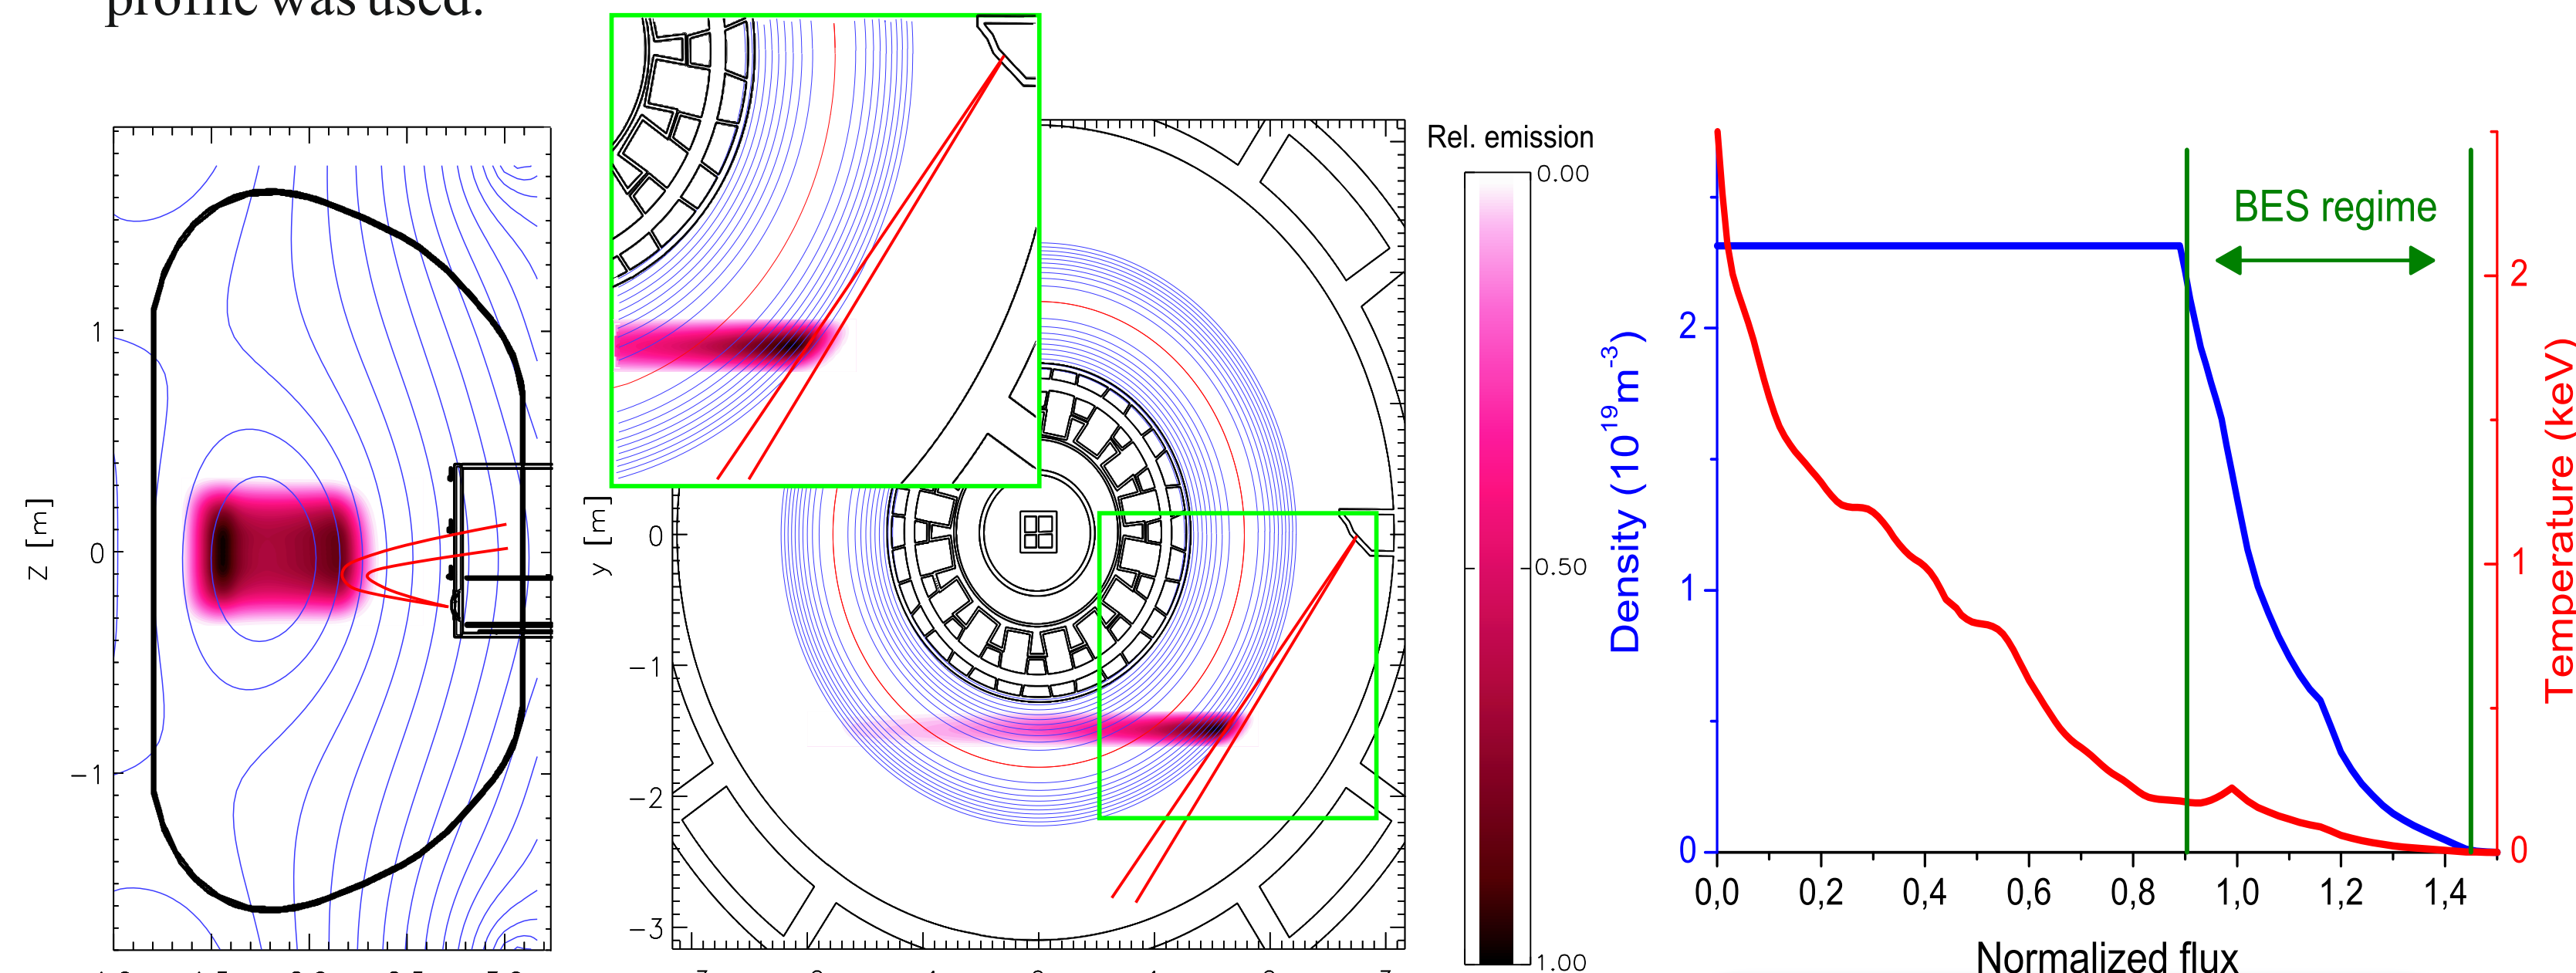 profile was used.
Z [m]
1
0
−1
y [m]
0
−1
−2
−3
Rel. emission
0.00
0.50
1.00
Density (10¹⁹m⁻³)
2
1
0
BES regime
Temperature (keV)
2
1
0
0,0 0,2 0,4 0,6 0,8 1,0 1,2 1,4
Normalized flux